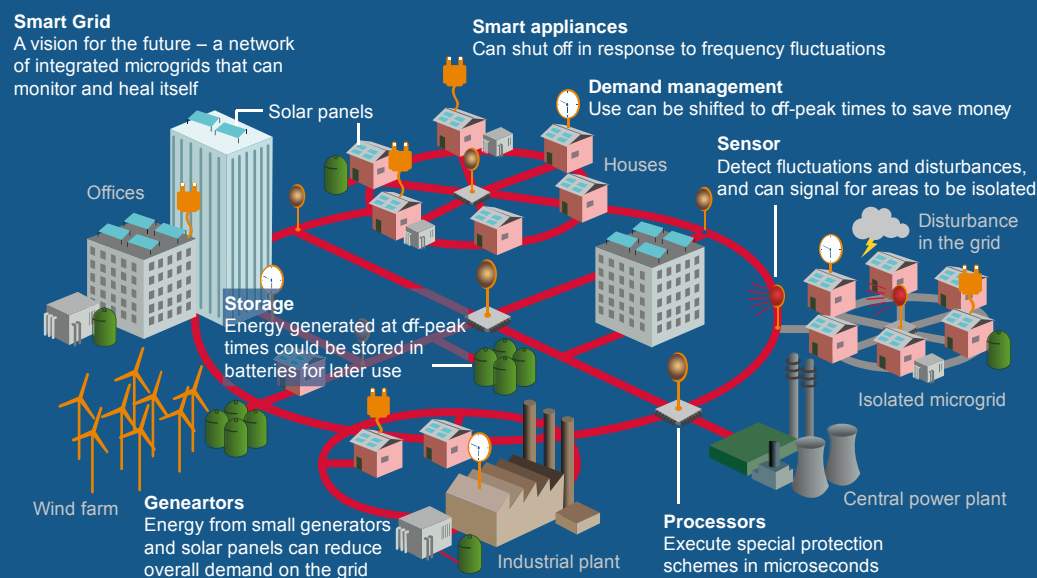 Smart Grid
A vision for the future – a network
of integrated microgrids that can
monitor and heal itself
Smart appliances
Can shut off in response to frequency fluctuations
Demand management
Use can be shifted to off-peak times to save money
Solar panels
Houses
Sensor
Detect fluctuations and disturbances,
and can signal for areas to be isolated
Offices
Disturbance
in the grid
Storage
Energy generated at off-peak
times could be stored in
batteries for later use
Isolated microgrid
Wind farm
Geneartors
Energy from small generators
and solar panels can reduce
overall demand on the grid
Industrial plant
Central power plant
Processors
Execute special protection
schemes in microseconds